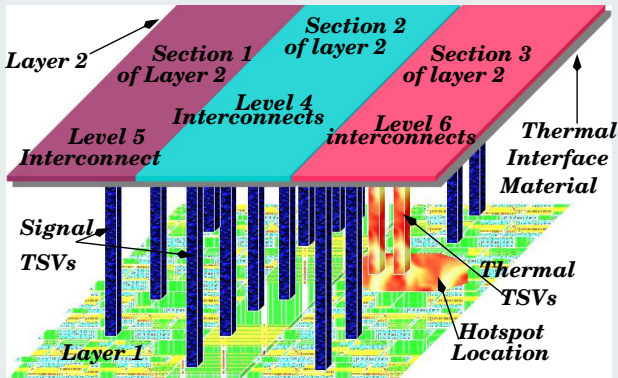 Layer 2
Section 1
of Layer 2
Section 2
of layer 2
Section 3
of layer 2
Level 5
Interconnect
Level 4
Interconnects
Level 6
interconnects
Thermal
Interface
Material
Signal
TSVs
Thermal
TSVs
Hotspot
Location
Layer 1